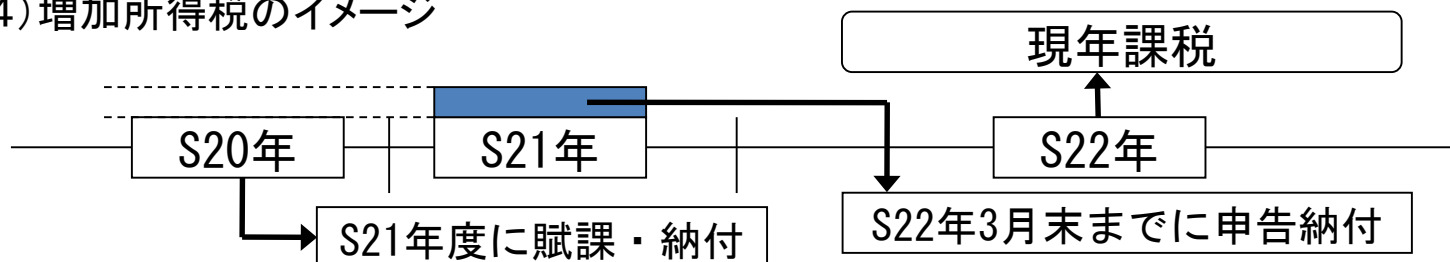 4）増加所得税のイメージ
現年課税
S20年
S21年
S22年
S21年度に賦課・納付
S22年3月末までに申告納付